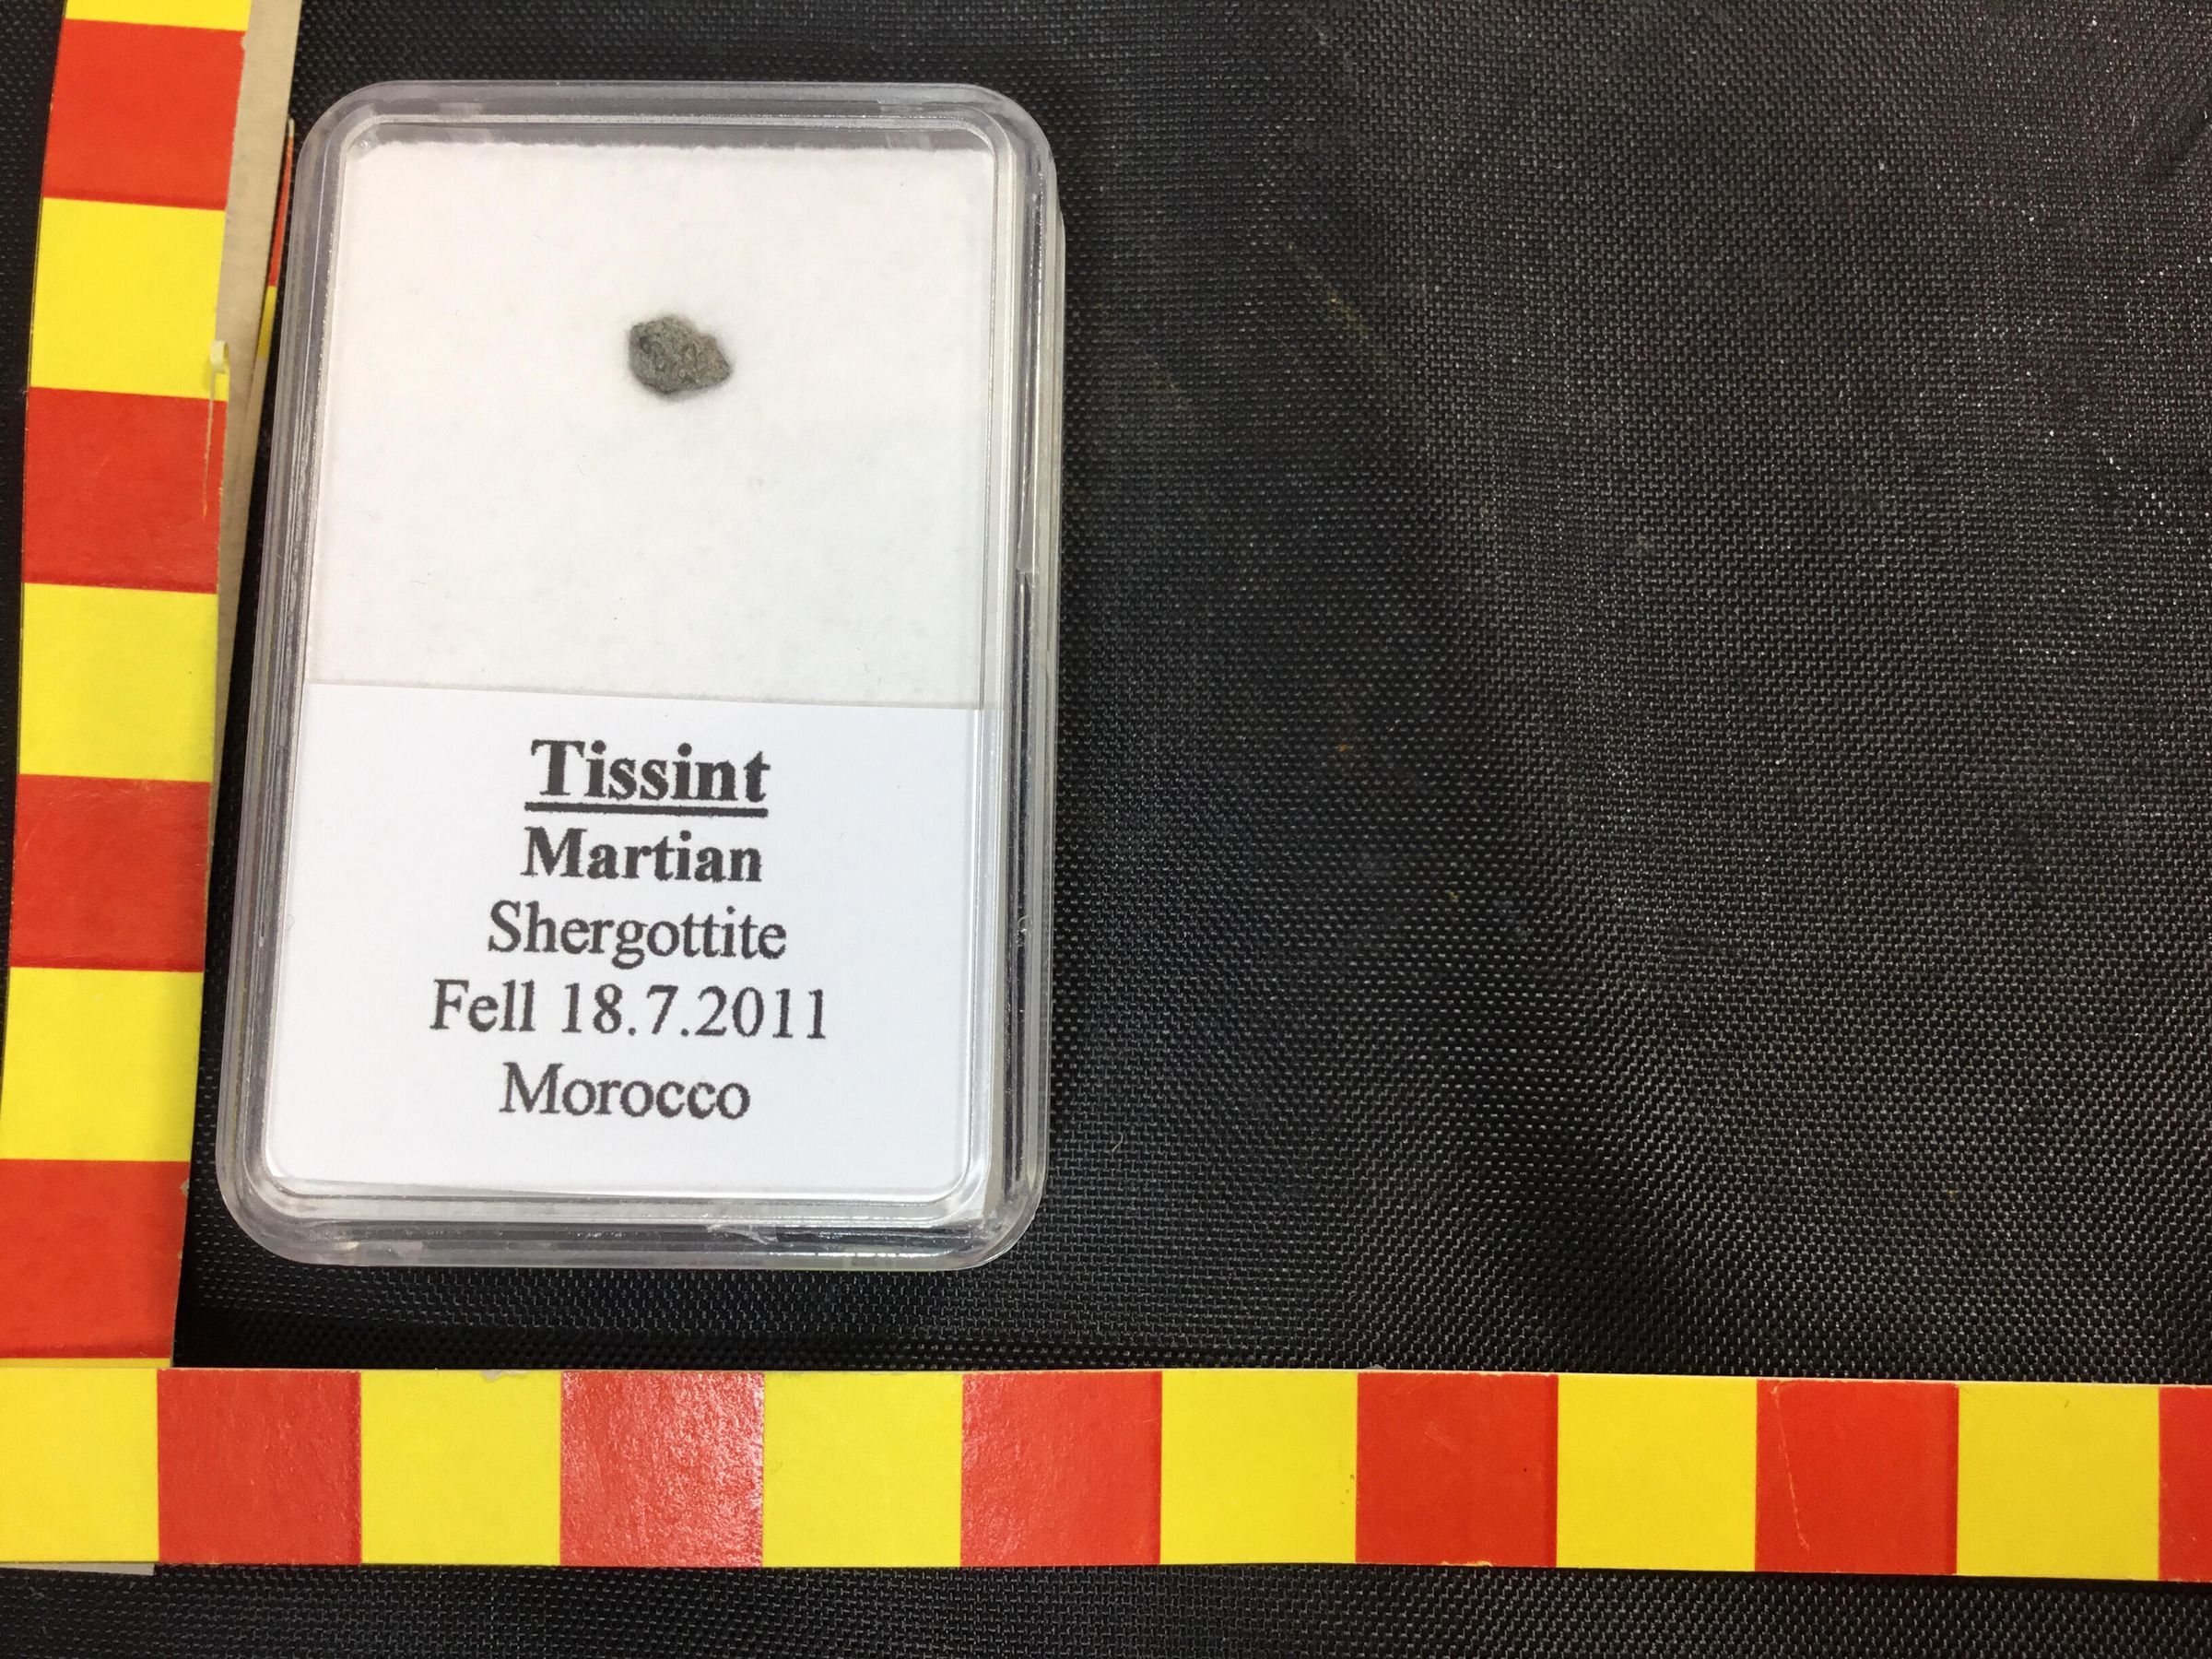 Tissint
Martian
Shergottite
Fell 18.7.2011
Morocco